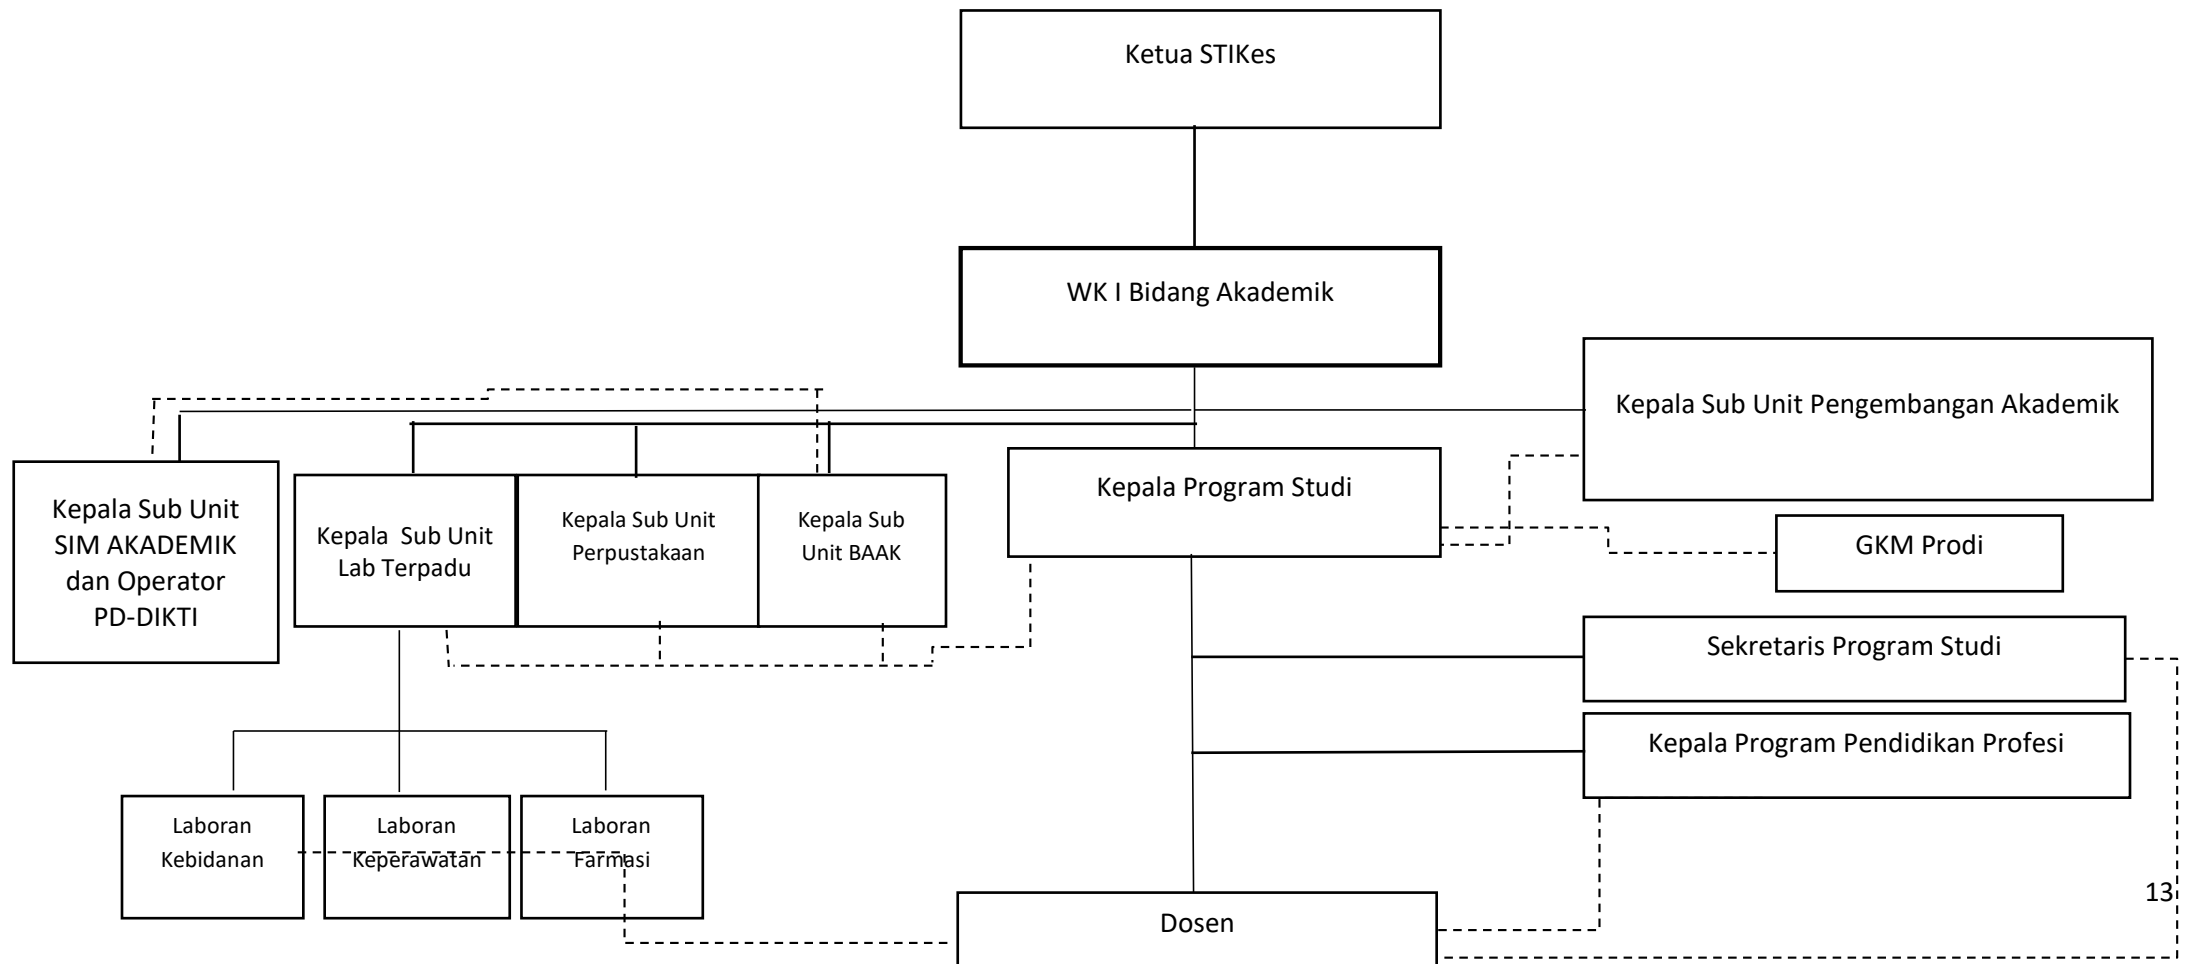 Ketua STIKes
WK I Bidang Akademik
Kepala Sub Unit Pengembangan Akademik
Kepala Sub Unit
SIM AKADEMIK
dan Operator
PD-DIKTI
Kepala  Sub Unit
Lab Terpadu
Kepala Sub Unit
Perpustakaan
Kepala Sub
Unit BAAK
Kepala Program Studi
GKM Prodi
Sekretaris Program Studi
Kepala Program Pendidikan Profesi
Laboran
Kebidanan
Laboran
Keperawatan
Laboran
Farmasi
Dosen
13